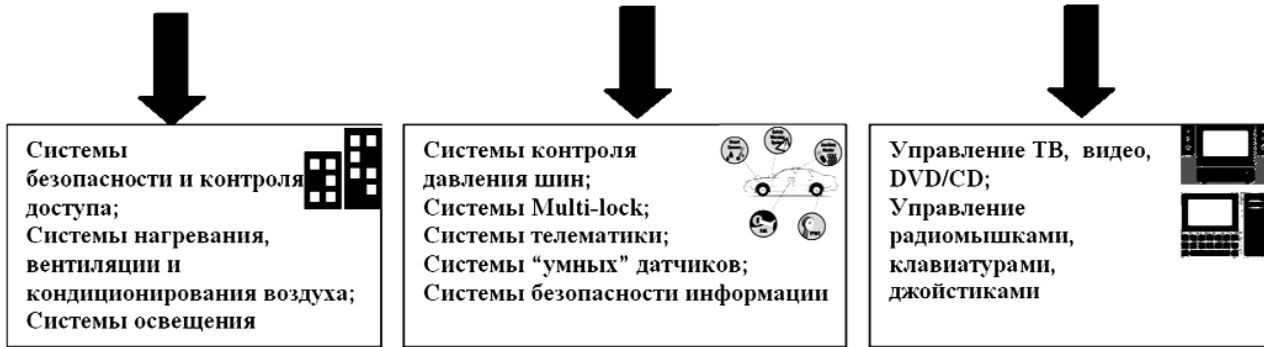 Системы
безопасности и контроля
доступа;
Системы нагревания,
вентиляции и
кондиционирования воздуха;
Системы освещения
Системы контроля
давления шин;
Системы Multi-lock;
Системы телематики;
Системы “умных” датчиков;
Системы безопасности информации
Управление ТВ, видео,
DVD/CD;
Управление
радиомышками,
клавиатурами,
джойстиками